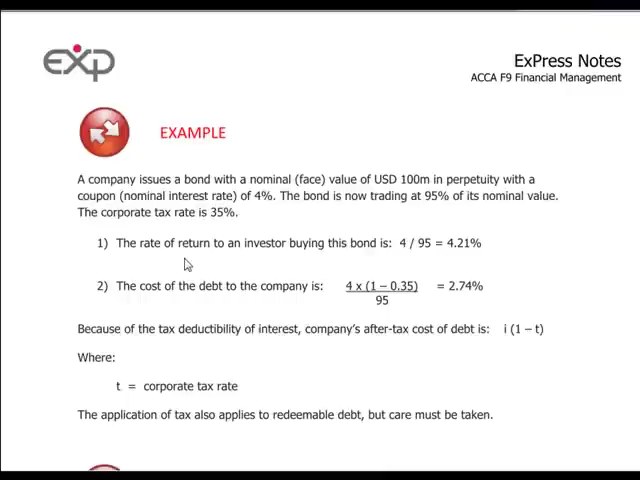 exp
ExPress Notes
ACCA F9 Financial Management
EXAMPLE
A company issues a bond with a nominal (face) value of USD 100m in perpetuity with a
coupon (nominal interest rate) of 4%. The bond is now trading at 95% of its nominal value.
The corporate tax rate is 35%.
1) The rate of return to an investor buying this bond is: 4 / 95 = 4.21%
2) The cost of the debt to the company is: 4 x (1 – 0.35) = 2.74%
95
Because of the tax deductibility of interest, company's after-tax cost of debt is: i (1 – t)
Where:
t = corporate tax rate
The application of tax also applies to redeemable debt, but care must be taken.